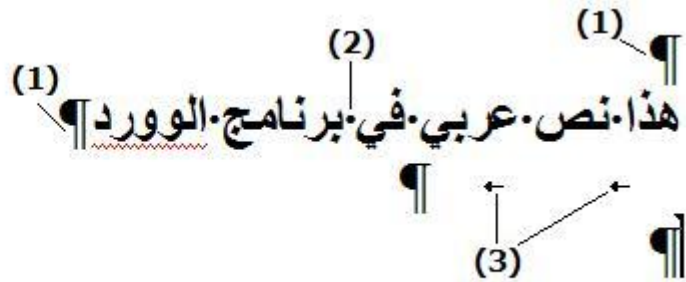 (1) ¶
(2)
(1)
هذا·نص·عربي·في·برنامج·الوورد¶
← ← ¶
(3)
¶